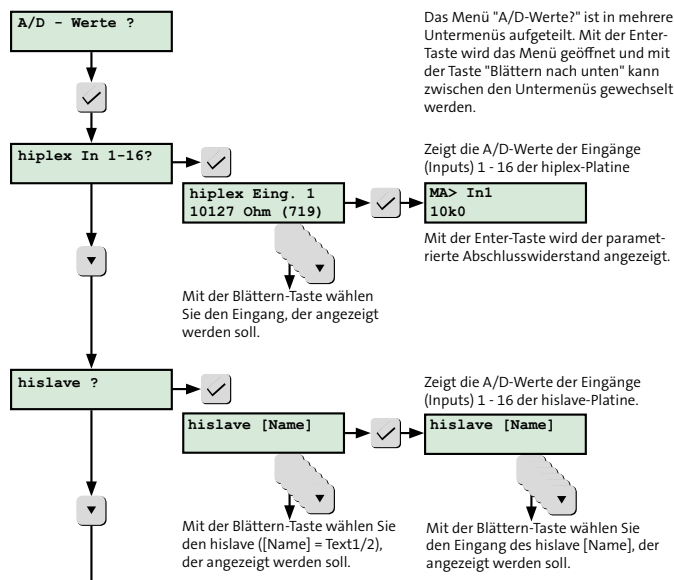 A/D - Werte ?
Das Menü "A/D-Werte?" ist in mehrere
Untermenüs aufgeteilt. Mit der Enter-
Taste wird das Menü geöffnet und mit
der Taste "Blättern nach unten" kann
zwischen den Untermenüs gewechselt
werden.
hiplex In 1-16?
Zeigt die A/D-Werte der Eingänge
(Inputs) 1 - 16 der hiplex-Platine
hiplex Eing. 1
10127 Ohm (719)
MA> In1
10k0
Mit der Enter-Taste wird der paramet-
rierte Abschlusswiderstand angezeigt.
Mit der Blättern-Taste wählen
Sie den Eingang, der angezeigt
werden soll.
hislave ?
Zeigt die A/D-Werte der Eingänge
(Inputs) 1 - 16 der hislave-Platine.
hislave [Name]
hislave [Name]
Mit der Blättern-Taste wählen Sie
den hislave ([Name] = Text1/2),
der angezeigt werden soll.
Mit der Blättern-Taste wählen Sie
den Eingang des hislave [Name], der
angezeigt werden soll.